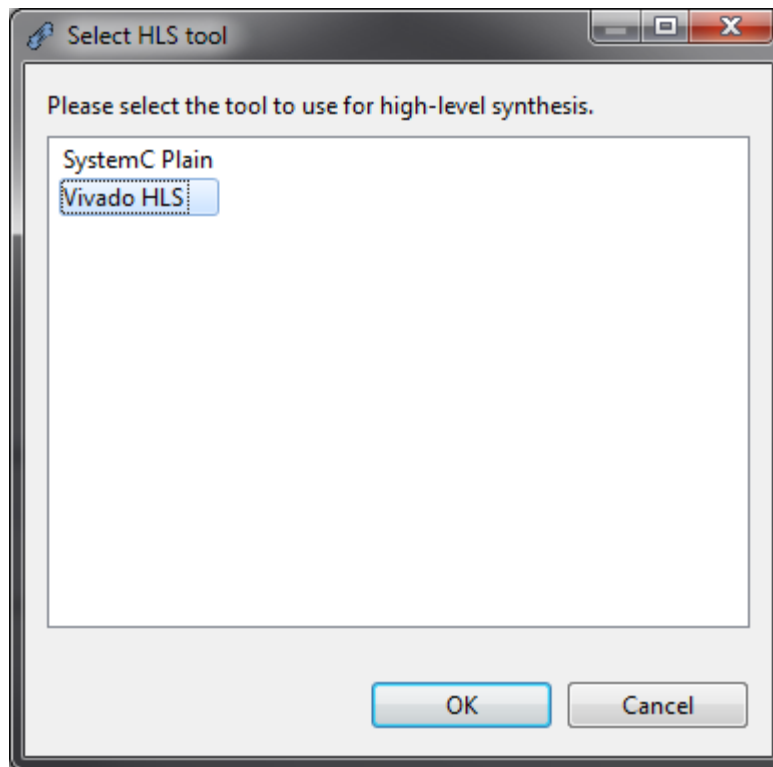 Select HLS tool
Please select the tool to use for high-level synthesis.
SystemC Plain
Vivado HLS
OK
Cancel